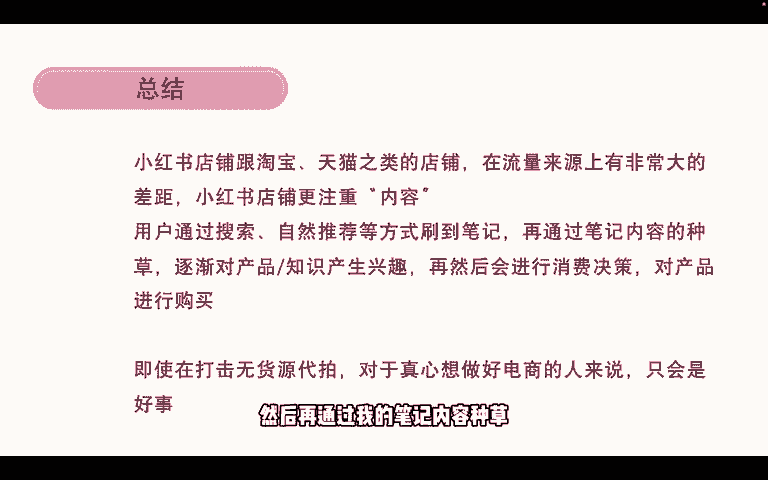 总结
小红书店铺跟淘宝、天猫之类的店铺，在流量来源上有非常大的
差距，小红书店铺更注重“内容”
用户通过搜索、自然推荐等方式刷到笔记，再通过笔记内容的种
草，逐渐对产品/知识产生兴趣，再然后会进行消费决策，对产品
进行购买
即使在打击无货源代拍，对于真心想做好电商的人来说，只会是
好事
然后再通过我的笔记内容种草